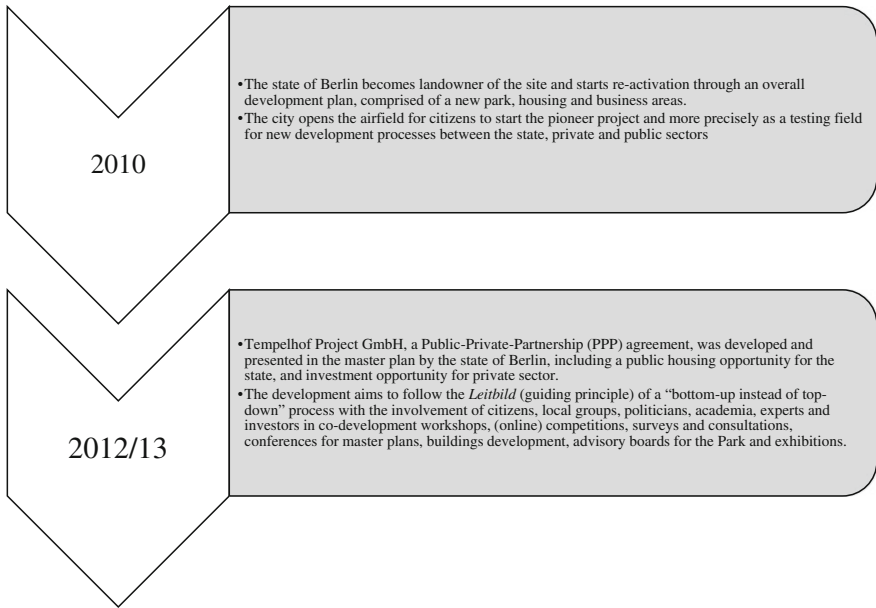 2010
•The state of Berlin becomes landowner of the site and starts re-activation through an overall
development plan, comprised of a new park, housing and business areas.
•The city opens the airfield for citizens to start the pioneer project and more precisely as a testing field
for new development processes between the state, private and public sectors
2012/13
•Tempelhof Project GmbH, a Public-Private-Partnership (PPP) agreement, was developed and
presented in the master plan by the state of Berlin, including a public housing opportunity for the
state, and investment opportunity for private sector.
•The development aims to follow the Leitbild (guiding principle) of a “bottom-up instead of top-
down” process with the involvement of citizens, local groups, politicians, academia, experts and
investors in co-development workshops, (online) competitions, surveys and consultations,
conferences for master plans, buildings development, advisory boards for the Park and exhibitions.